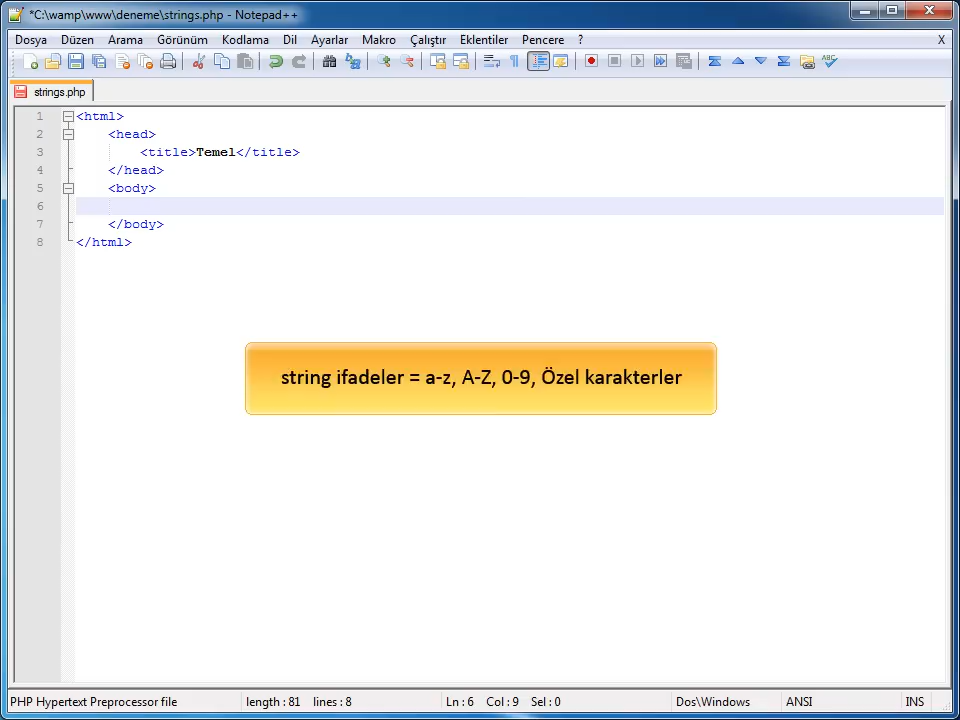 *C:\wamp\www\deneme\strings.php - Notepad++
Dosya Düzen Arama Görünüm Kodlama Dil Ayarlar Makro Çalıştır Eklentiler Pencere ? X
strings.php
1 <html>
2 <head>
3 <title>Temel</title>
4 </head>
5 <body>
6
7 </body>
8 </html>
string ifadeler = a-z, A-Z, 0-9, Özel karakterler
PHP Hypertext Preprocessor file length : 81 lines : 8 Ln : 6 Col : 9 Sel : 0 Dos\Windows ANSI INS